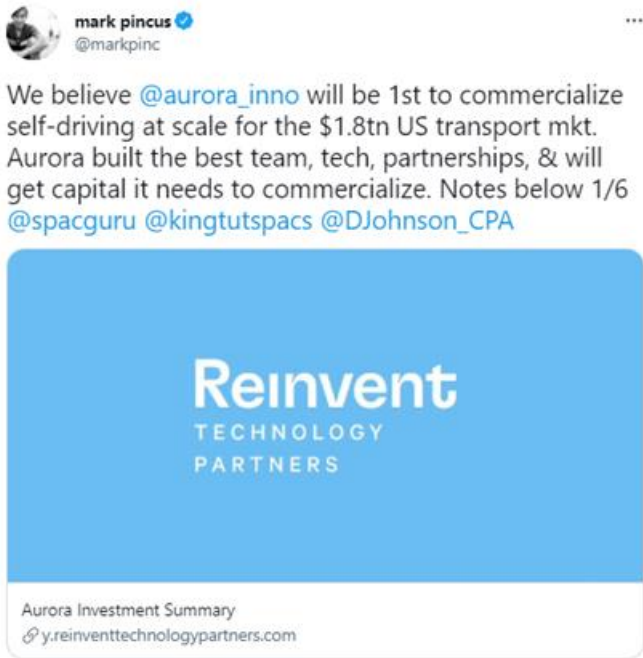 mark pincus
@markpinc
...
We believe @aurora_inno will be 1st to commercialize
self-driving at scale for the $1.8tn US transport mkt.
Aurora built the best team, tech, partnerships, & will
get capital it needs to commercialize. Notes below 1/6
@spacguru @kingtutspacs @DJohnson_CPA
Reinvent
TECHNOLOGY
PARTNERS
Aurora Investment Summary
y.reinventtechnologypartners.com